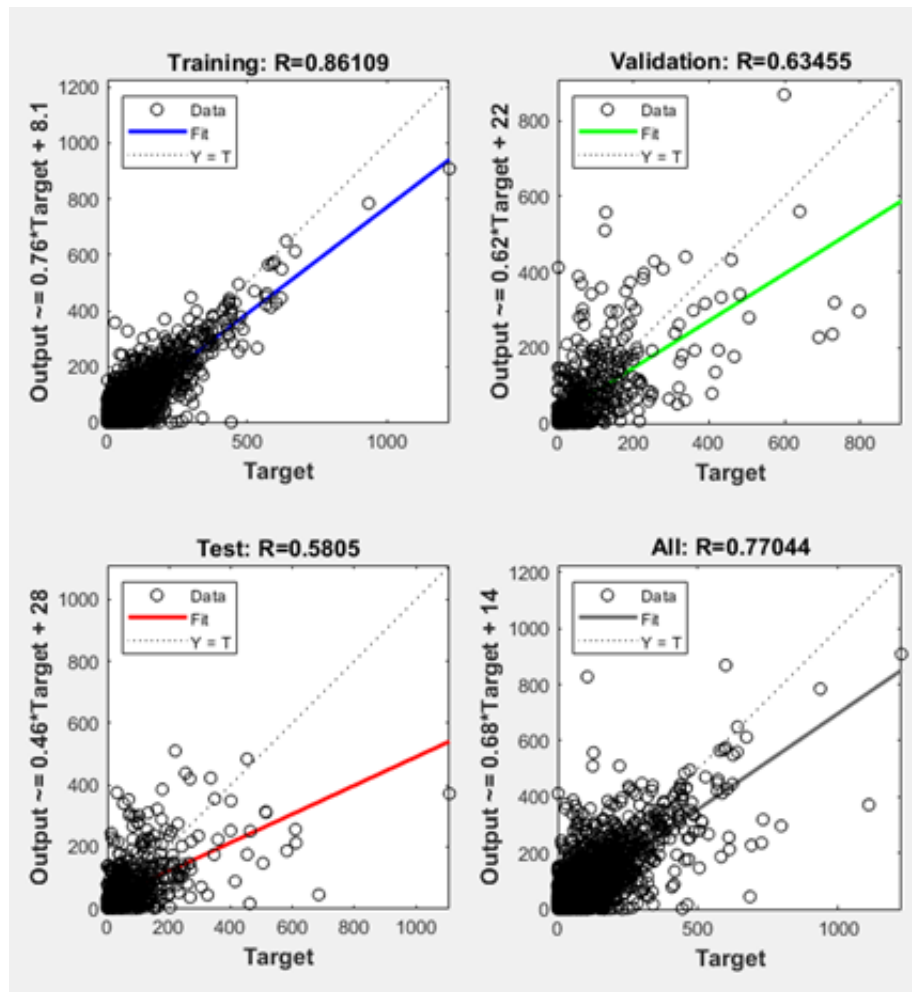 Training: R=0.86109
Output ~= 0.76*Target + 8.1
1200
1000
800
600
400
200
0
Data
Fit
Y = T
0 500 1000
Target
Validation: R=0.63455
Output ~= 0.62*Target + 22
800
600
400
200
0
Data
Fit
Y = T
0 200 400 600 800
Target
Test: R=0.5805
Output ~= 0.46*Target + 28
1000
800
600
400
200
0
Data
Fit
Y = T
0 200 400 600 800 1000
Target
All: R=0.77044
Output ~= 0.68*Target + 14
1200
1000
800
600
400
200
0
Data
Fit
Y = T
0 500 1000
Target